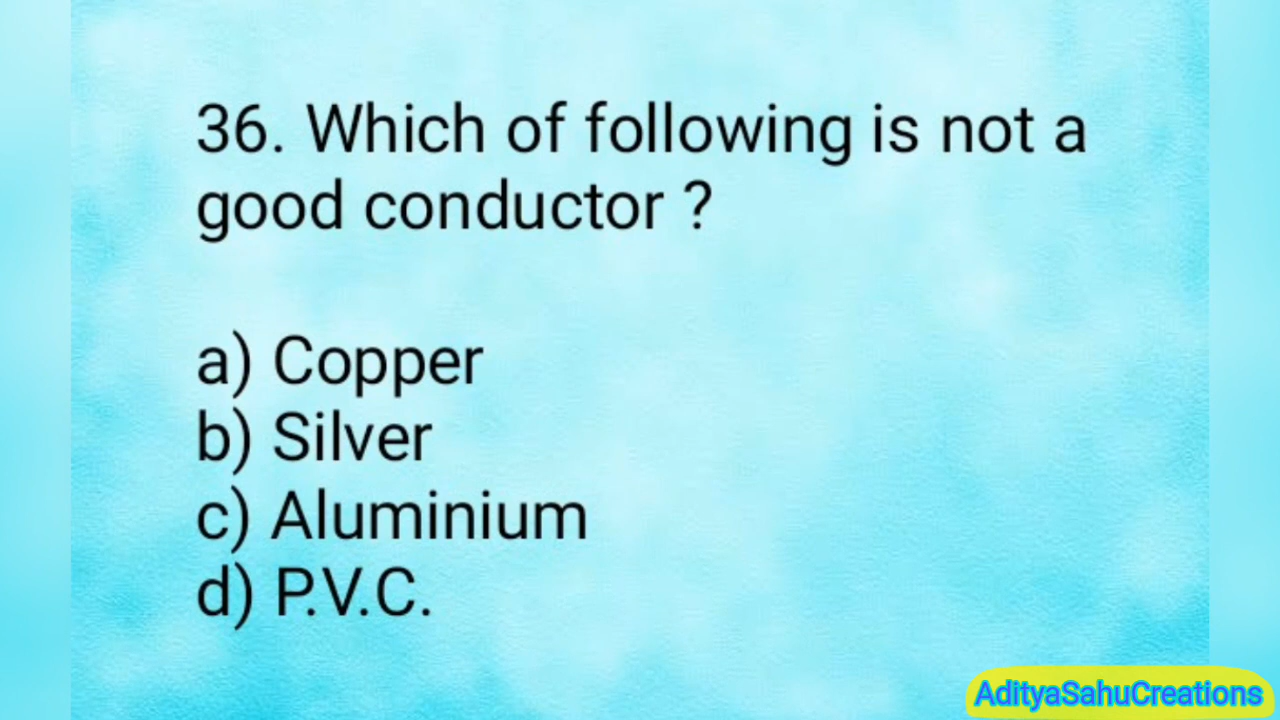 36. Which of following is not a
good conductor ?
a) Copper
b) Silver
c) Aluminium
d) P.V.C.
AdityaSahuCreations